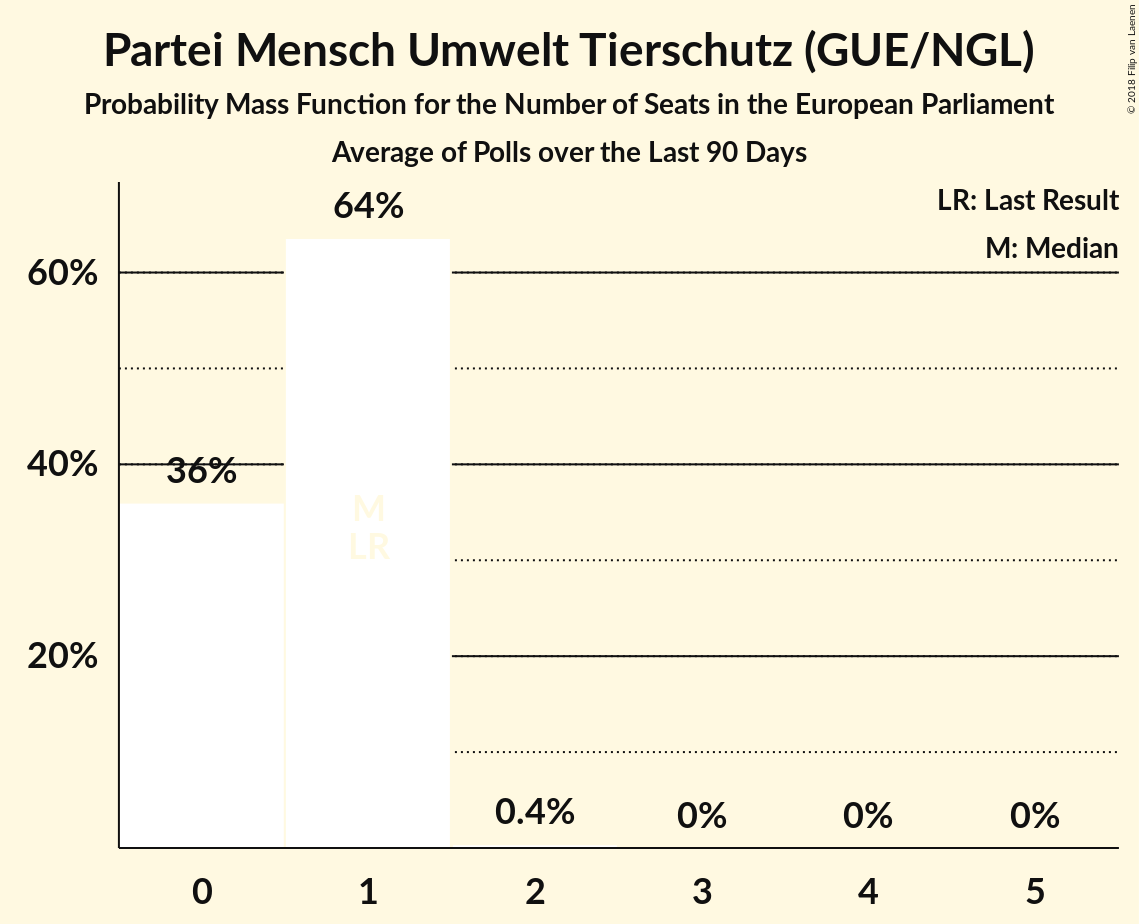 Partei Mensch Umwelt Tierschutz (GUE/NGL)
Probability Mass Function for the Number of Seats in the European Parliament
Average of Polls over the Last 90 Days
© 2018 Filip van Laenen
LR: Last Result
M: Median
64%
60%
40%
36%
M
LR
20%
0.4%
0%
0%
0%
0
1
2
3
4
5